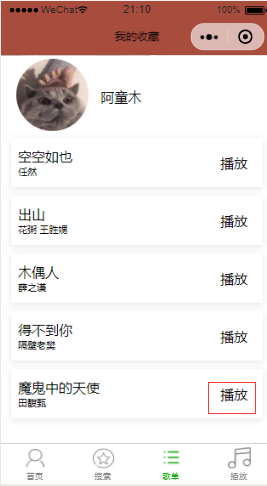 WeChat 21:10 100%
我的收藏
阿童木
空空如也
任然
播放
出山
花粥 王胜娚
播放
木偶人
薛之谦
播放
得不到你
隔壁老樊
播放
魔鬼中的天使
田馥甄
播放
首页 搜索 歌单 播放